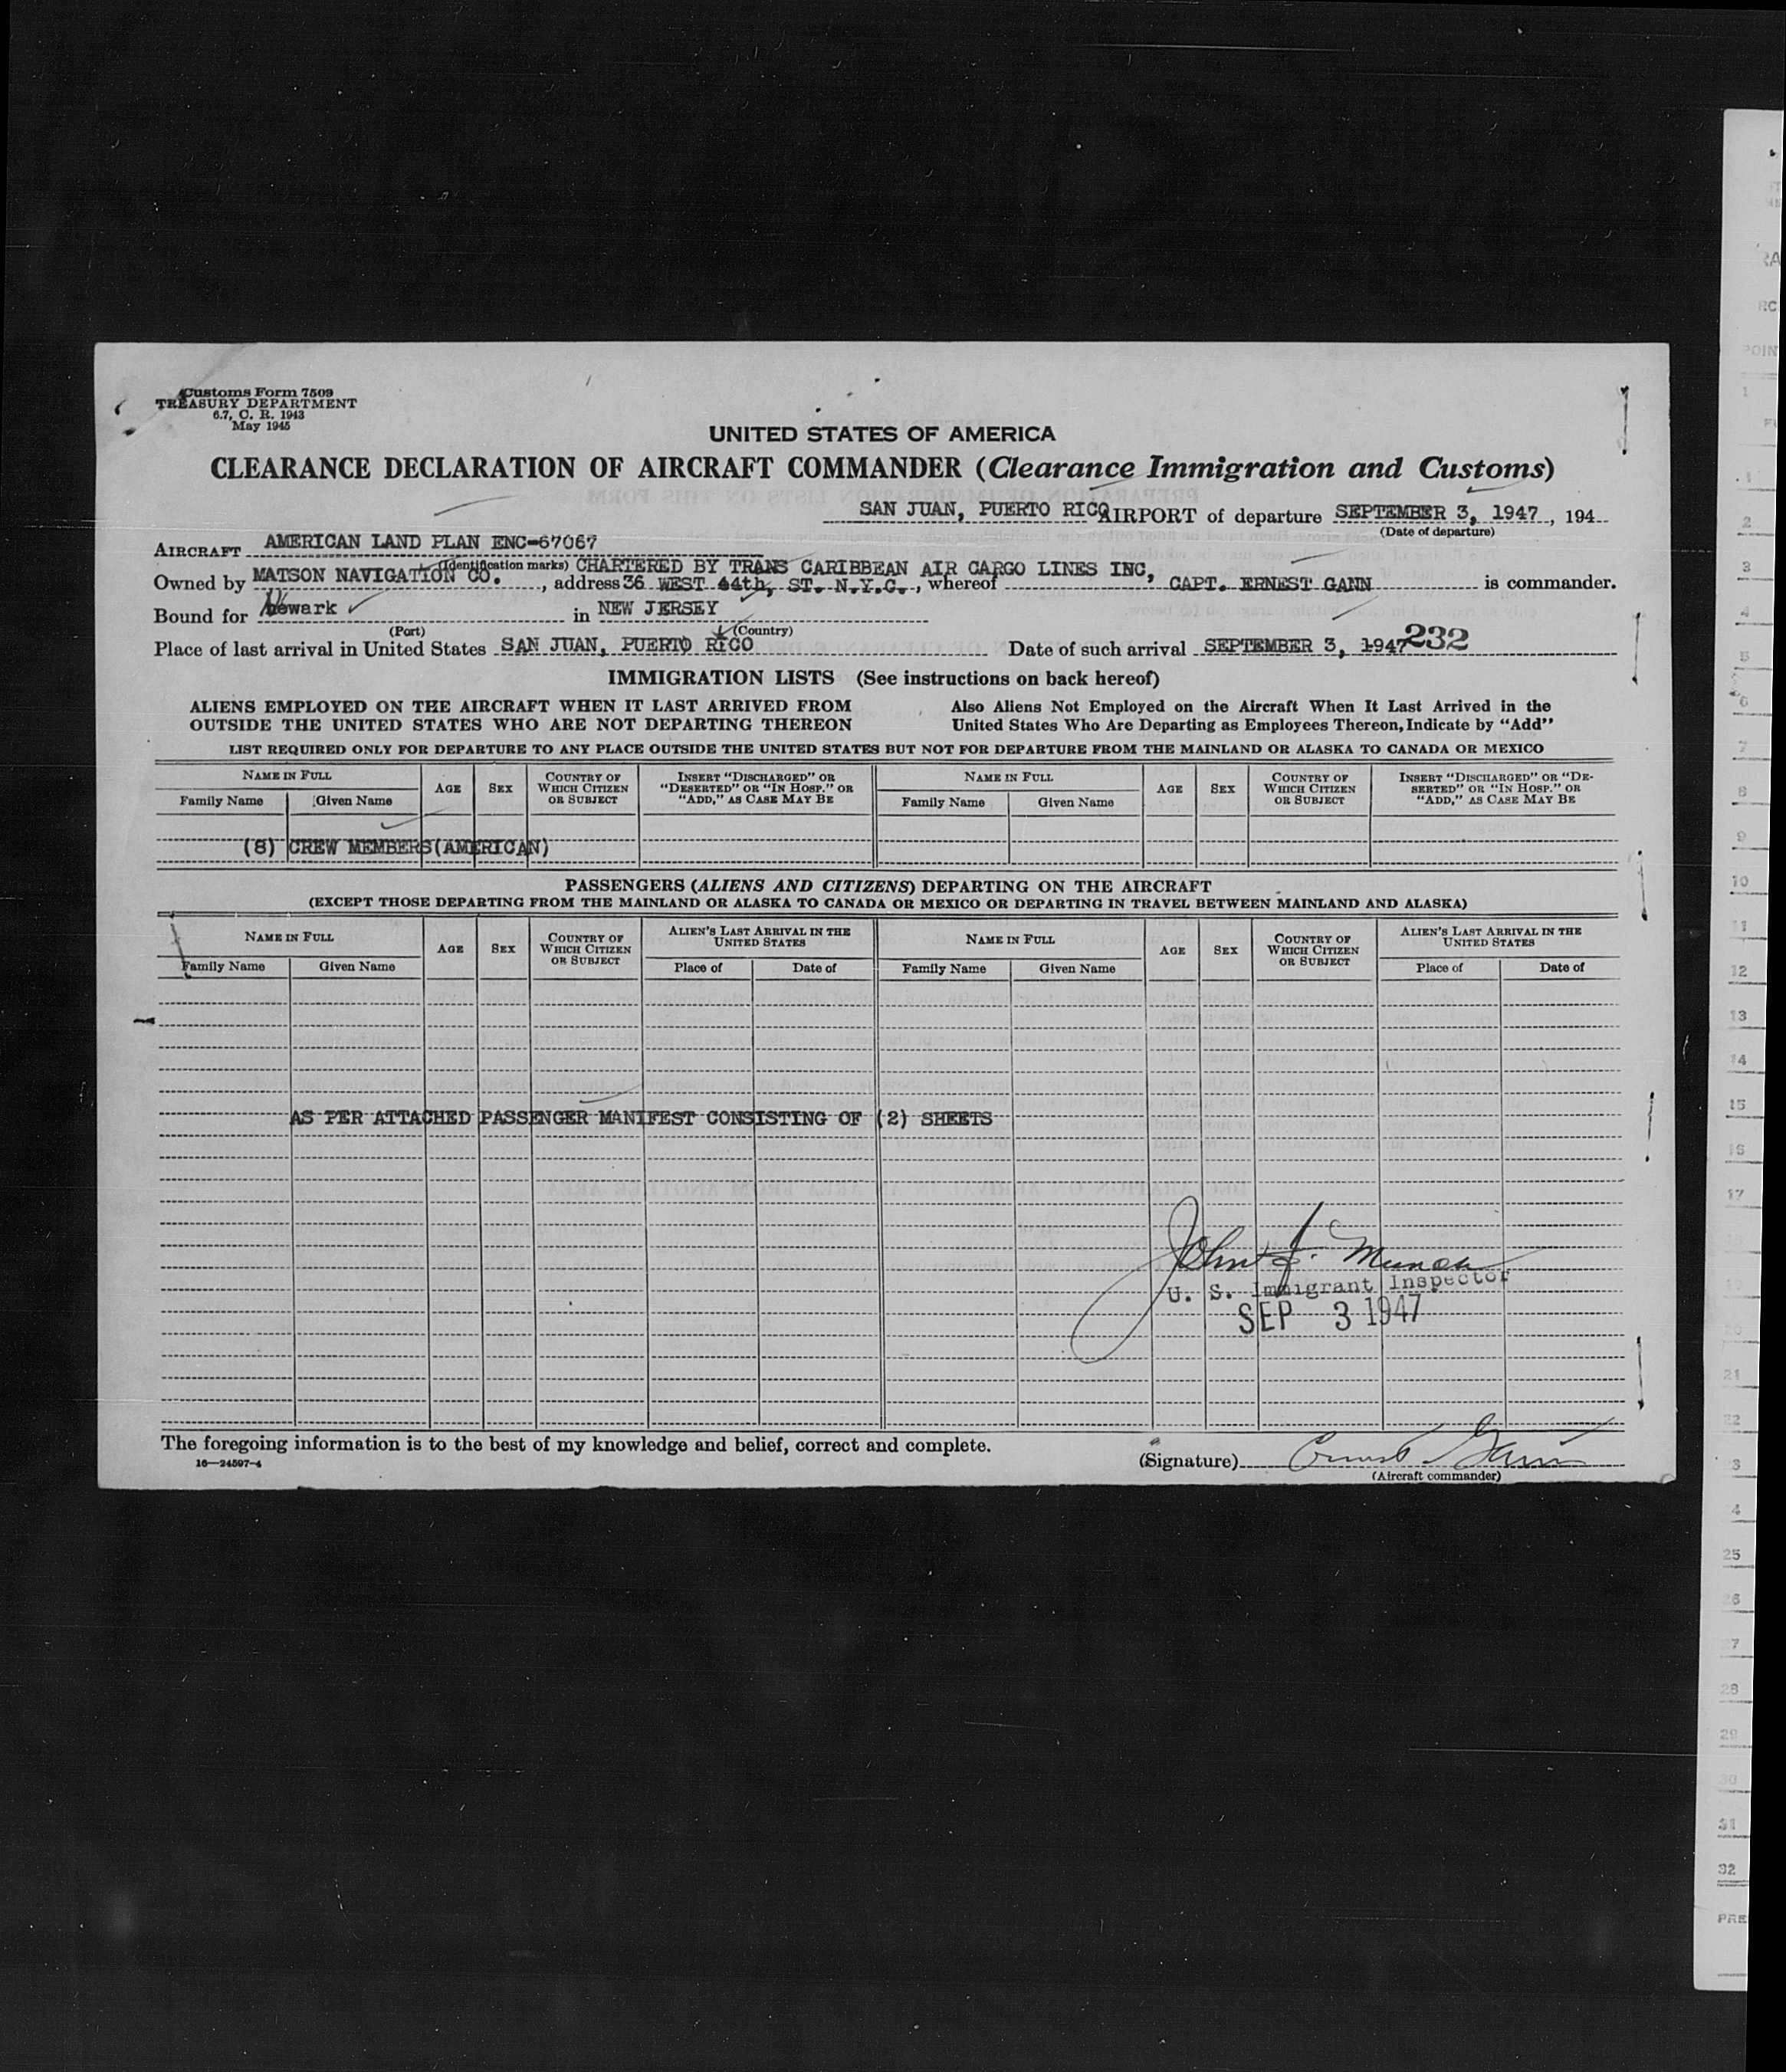 Customs Form 7509
TREASURY DEPARTMENT
6.7, C. R. 1943
May 1945
UNITED STATES OF AMERICA
CLEARANCE DECLARATION OF AIRCRAFT COMMANDER (Clearance Immigration and Customs)
SAN JUAN, PUERTO RICO AIRPORT of departure SEPTEMBER 3, 1947, 194
(Date of departure)
AIRCRAFT AMERICAN LAND PLAN ENC-67067
(Identification marks) CHARTERED BY TRANS CARIBBEAN AIR CARGO LINES INC,
Owned by MATSON NAVIGATION CO. , address 36 WEST 44th, ST. N.Y.C. , whereof CAPT. ERNEST GANN is commander.
Bound for Newark in NEW JERSEY
(Port) (Country)
Place of last arrival in United States SAN JUAN, PUERTO RICO Date of such arrival SEPTEMBER 3, 1947 232
IMMIGRATION LISTS (See instructions on back hereof)
ALIENS EMPLOYED ON THE AIRCRAFT WHEN IT LAST ARRIVED FROM OUTSIDE THE UNITED STATES WHO ARE NOT DEPARTING THEREON
Also Aliens Not Employed on the Aircraft When It Last Arrived in the United States Who Are Departing as Employees Thereon, Indicate by "Add"
LIST REQUIRED ONLY FOR DEPARTURE TO ANY PLACE OUTSIDE THE UNITED STATES BUT NOT FOR DEPARTURE FROM THE MAINLAND OR ALASKA TO CANADA OR MEXICO
NAME IN FULL AGE SEX COUNTRY OF WHICH CITIZEN OR SUBJECT INSERT "DISCHARGED" OR "DESERTED" OR "IN HOSP." OR "ADD," AS CASE MAY BE NAME IN FULL AGE SEX COUNTRY OF WHICH CITIZEN OR SUBJECT INSERT "DISCHARGED" OR "DESERTED" OR "IN HOSP." OR "ADD," AS CASE MAY BE
Family Name Given Name Family Name Given Name
(8) CREW MEMBERS(AMERICAN)
PASSENGERS (ALIENS AND CITIZENS) DEPARTING ON THE AIRCRAFT
(EXCEPT THOSE DEPARTING FROM THE MAINLAND OR ALASKA TO CANADA OR MEXICO OR DEPARTING IN TRAVEL BETWEEN MAINLAND AND ALASKA)
NAME IN FULL AGE SEX COUNTRY OF WHICH CITIZEN OR SUBJECT ALIEN'S LAST ARRIVAL IN THE UNITED STATES NAME IN FULL AGE SEX COUNTRY OF WHICH CITIZEN OR SUBJECT ALIEN'S LAST ARRIVAL IN THE UNITED STATES
Family Name Given Name Place of Date of Family Name Given Name Place of Date of
AS PER ATTACHED PASSENGER MANIFEST CONSISTING OF (2) SHEETS
John J.
U. S. Immigrant Inspector
SEP 3 1947
The foregoing information is to the best of my knowledge and belief, correct and complete.
16—24597-4
(Signature) Ernest Gann
(Aircraft commander)